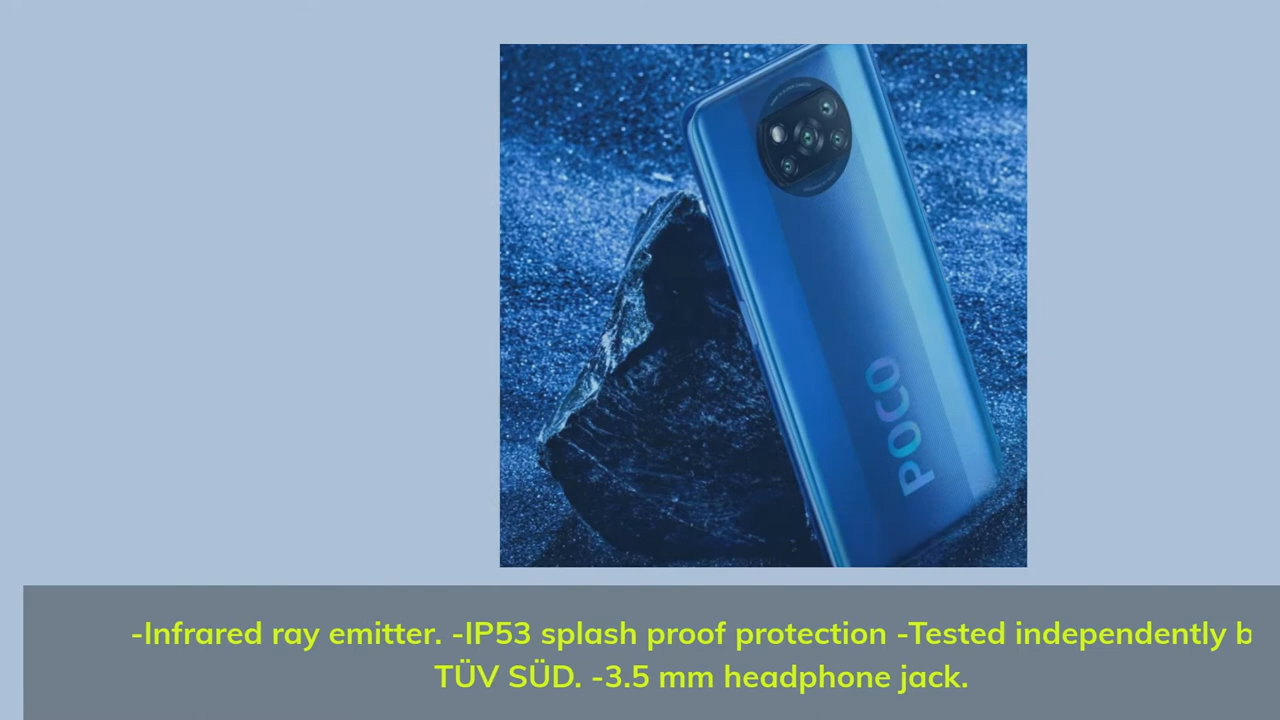 POCO
-Infrared ray emitter. -IP53 splash proof protection -Tested independently b
TÜV SÜD. -3.5 mm headphone jack.